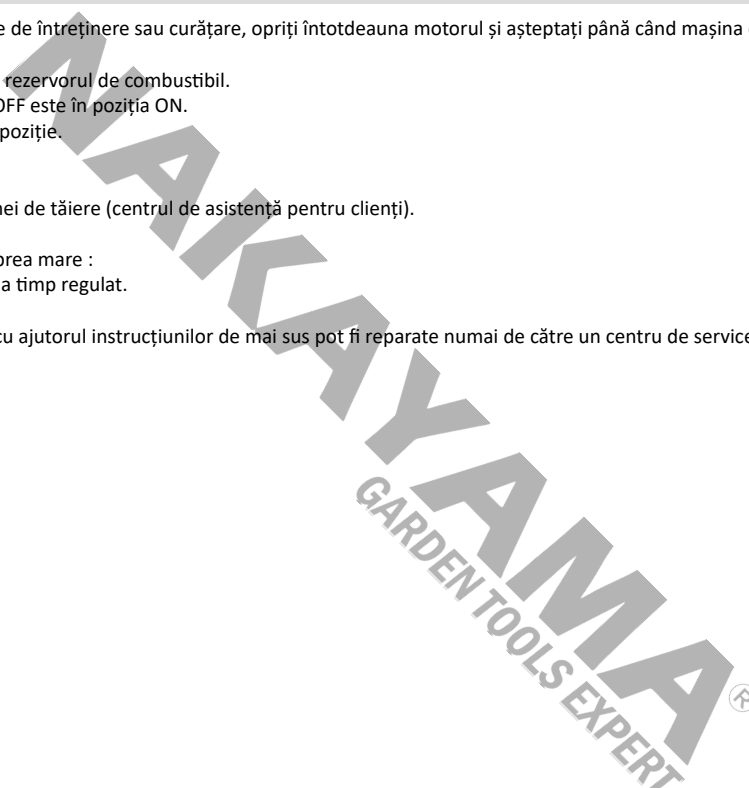 e de întreținere sau curățare, opriți întotdeauna motorul și așteptați până când mașina
rezervorul de combustibil.
OFF este în poziția ON.
poziție.
nei de tăiere (centrul de asistență pentru clienți).
prea mare :
a timp regulat.
cu ajutorul instrucțiunilor de mai sus pot fi reparate numai de către un centru de service
NAKAYAMA
GARDEN TOOLS EXPERT
®